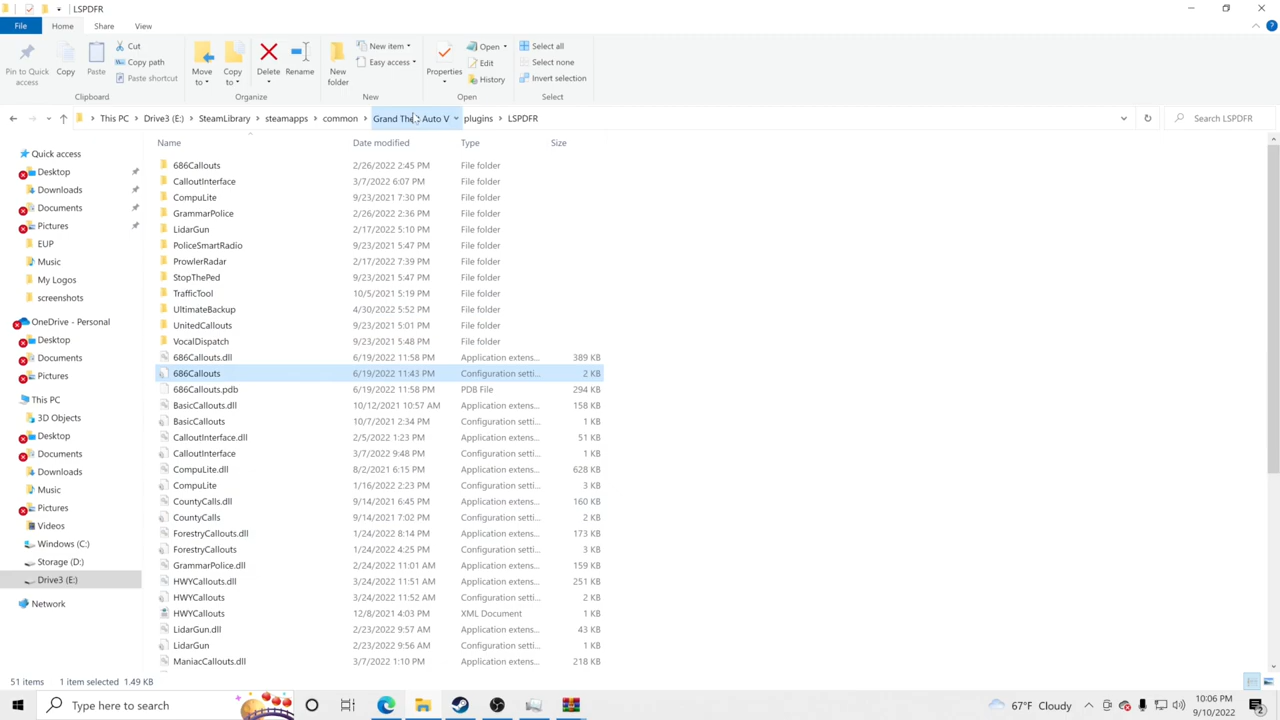 LSPDFR
File Home Share View
Pin to Quick access
Copy
Paste
Cut
Copy path
Paste shortcut
Clipboard
Move to
Copy to
Delete
Rename
Organize
New folder
New item
Easy access
New
Properties
Open
Edit
History
Open
Select all
Select none
Invert selection
Select
This PC > Drive3 (E:) > SteamLibrary > steamapps > common > Grand Theft Auto V plugins > LSPDFR
Search LSPDFR
Quick access
Desktop
Downloads
Documents
Pictures
EUP
Music
My Logos
screenshots
OneDrive - Personal
Desktop
Documents
Pictures
This PC
3D Objects
Desktop
Documents
Downloads
Music
Pictures
Videos
Windows (C:)
Storage (D:)
Drive3 (E:)
Network
Name Date modified Type Size
686Callouts 2/26/2022 2:45 PM File folder
CalloutInterface 3/7/2022 6:07 PM File folder
CompuLite 9/23/2021 7:30 PM File folder
GrammarPolice 2/26/2022 2:36 PM File folder
LidarGun 2/17/2022 5:10 PM File folder
PoliceSmartRadio 9/23/2021 5:47 PM File folder
ProwlerRadar 2/17/2022 7:39 PM File folder
StopThePed 9/23/2021 5:47 PM File folder
TrafficTool 10/5/2021 5:19 PM File folder
UltimateBackup 4/30/2022 5:52 PM File folder
UnitedCallouts 9/23/2021 5:01 PM File folder
VocalDispatch 9/23/2021 5:48 PM File folder
686Callouts.dll 6/19/2022 11:58 PM Application extens... 389 KB
686Callouts 6/19/2022 11:43 PM Configuration setti... 2 KB
686Callouts.pdb 6/19/2022 11:58 PM PDB File 294 KB
BasicCallouts.dll 10/12/2021 10:57 AM Application extens... 158 KB
BasicCallouts 10/7/2021 2:34 PM Configuration setti... 1 KB
CalloutInterface.dll 2/5/2022 1:23 PM Application extens... 51 KB
CalloutInterface 3/7/2022 9:48 PM Configuration setti... 1 KB
CompuLite.dll 8/2/2021 6:15 PM Application extens... 628 KB
CompuLite 1/16/2022 2:23 PM Configuration setti... 3 KB
CountyCalls.dll 9/14/2021 6:45 PM Application extens... 160 KB
CountyCalls 9/14/2021 7:02 PM Configuration setti... 2 KB
ForestryCallouts.dll 1/24/2022 8:14 PM Application extens... 173 KB
ForestryCallouts 1/24/2022 4:25 PM Configuration setti... 3 KB
GrammarPolice.dll 2/24/2022 11:01 AM Application extens... 159 KB
HWYCallouts.dll 3/24/2022 11:51 AM Application extens... 251 KB
HWYCallouts 3/24/2022 11:52 AM Configuration setti... 2 KB
HWYCallouts 12/8/2021 4:03 PM XML Document 1 KB
LidarGun.dll 2/23/2022 9:57 AM Application extens... 43 KB
LidarGun 2/23/2022 9:56 AM Configuration setti... 1 KB
ManiacCallouts.dll 3/7/2022 1:10 PM Application extens... 218 KB
51 items 1 item selected 1.49 KB
Type here to search
67°F Cloudy
10:06 PM
9/10/2022
2